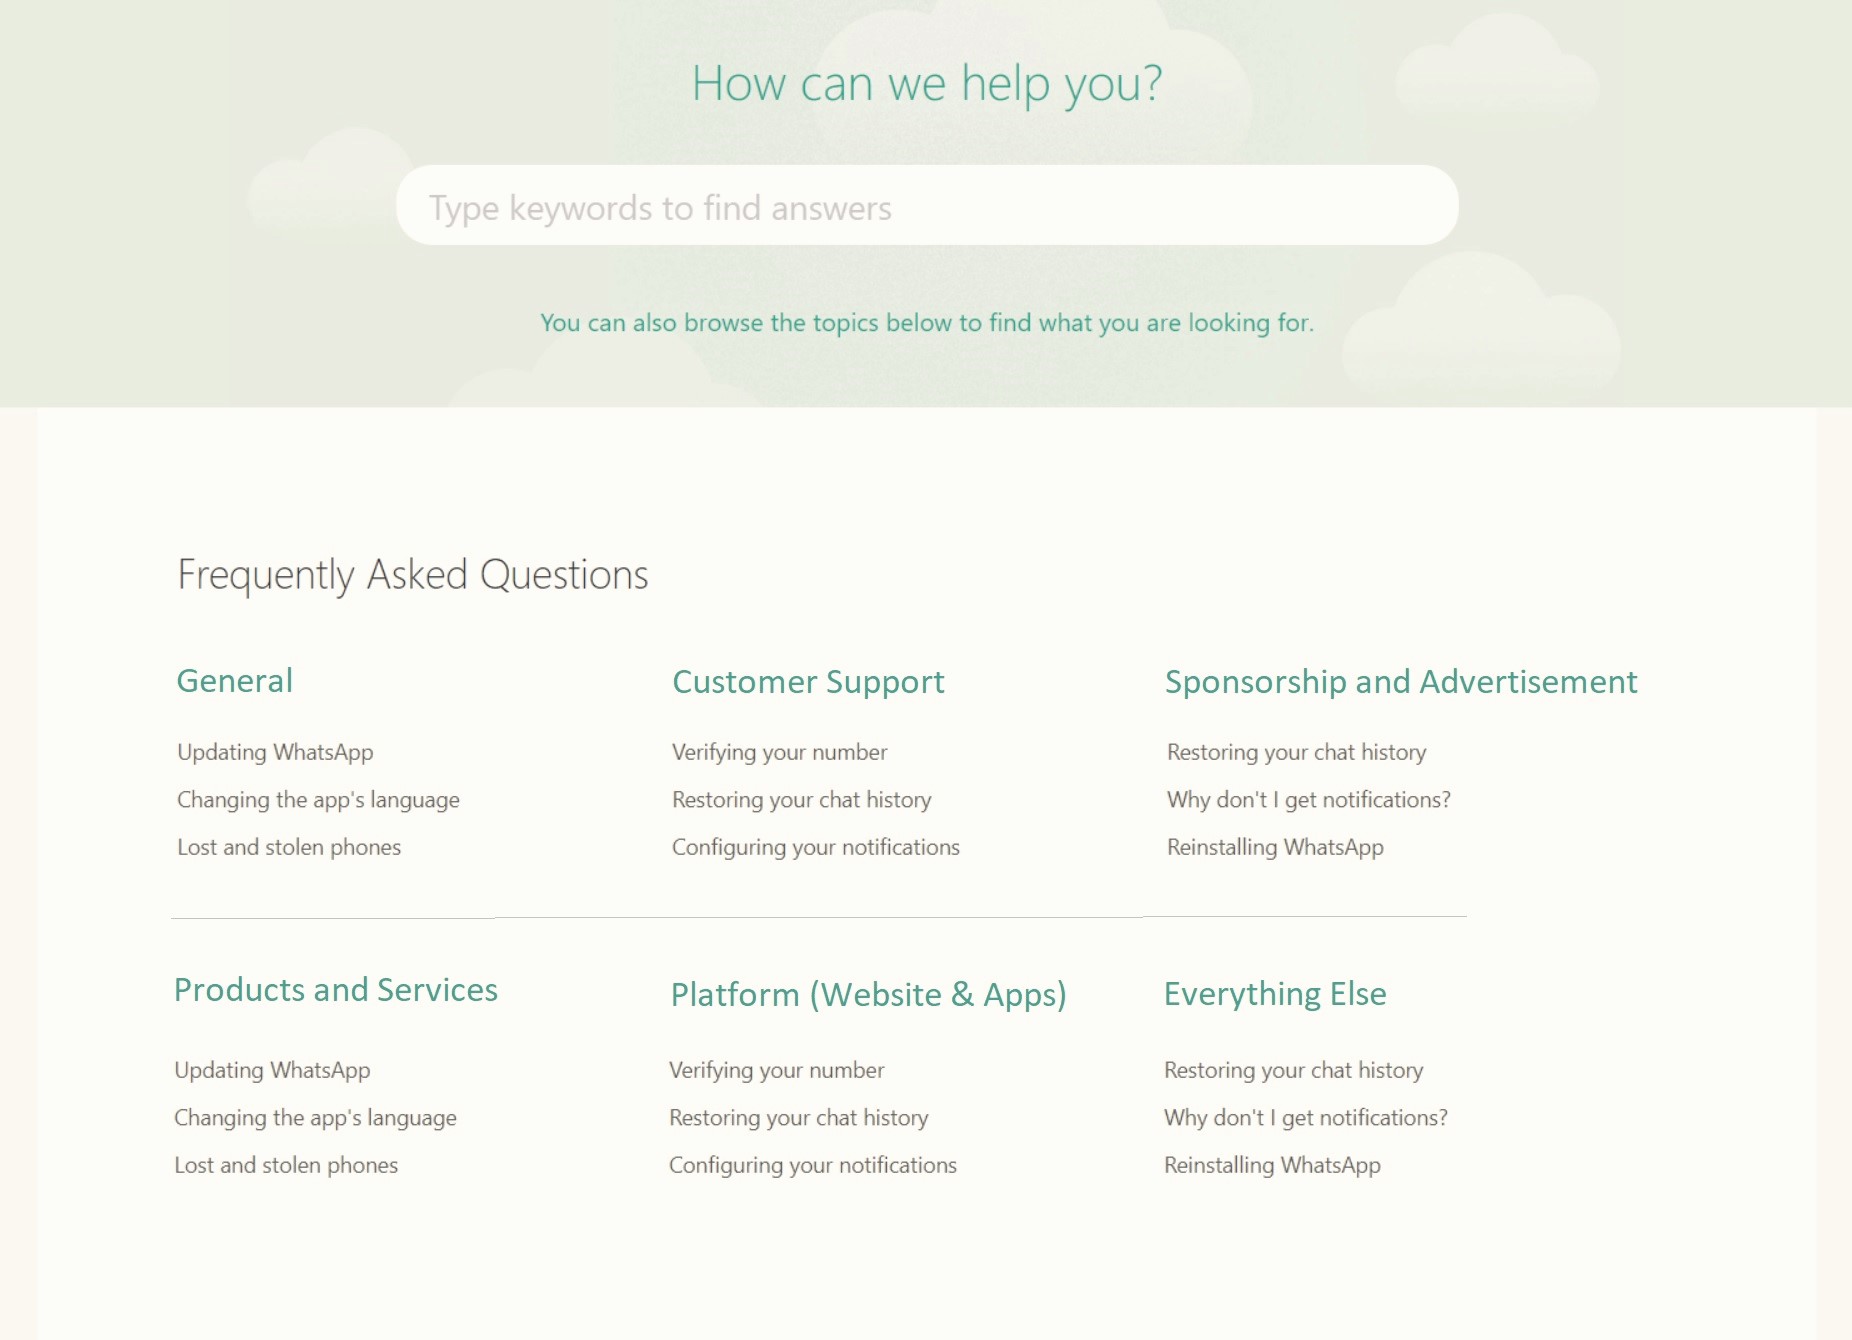 How can we help you?
Type keywords to find answers
You can also browse the topics below to find what you are looking for.
Frequently Asked Questions
General
Updating WhatsApp
Changing the app's language
Lost and stolen phones
Customer Support
Verifying your number
Restoring your chat history
Configuring your notifications
Sponsorship and Advertisement
Restoring your chat history
Why don't I get notifications?
Reinstalling WhatsApp
Products and Services
Updating WhatsApp
Changing the app's language
Lost and stolen phones
Platform (Website & Apps)
Verifying your number
Restoring your chat history
Configuring your notifications
Everything Else
Restoring your chat history
Why don't I get notifications?
Reinstalling WhatsApp